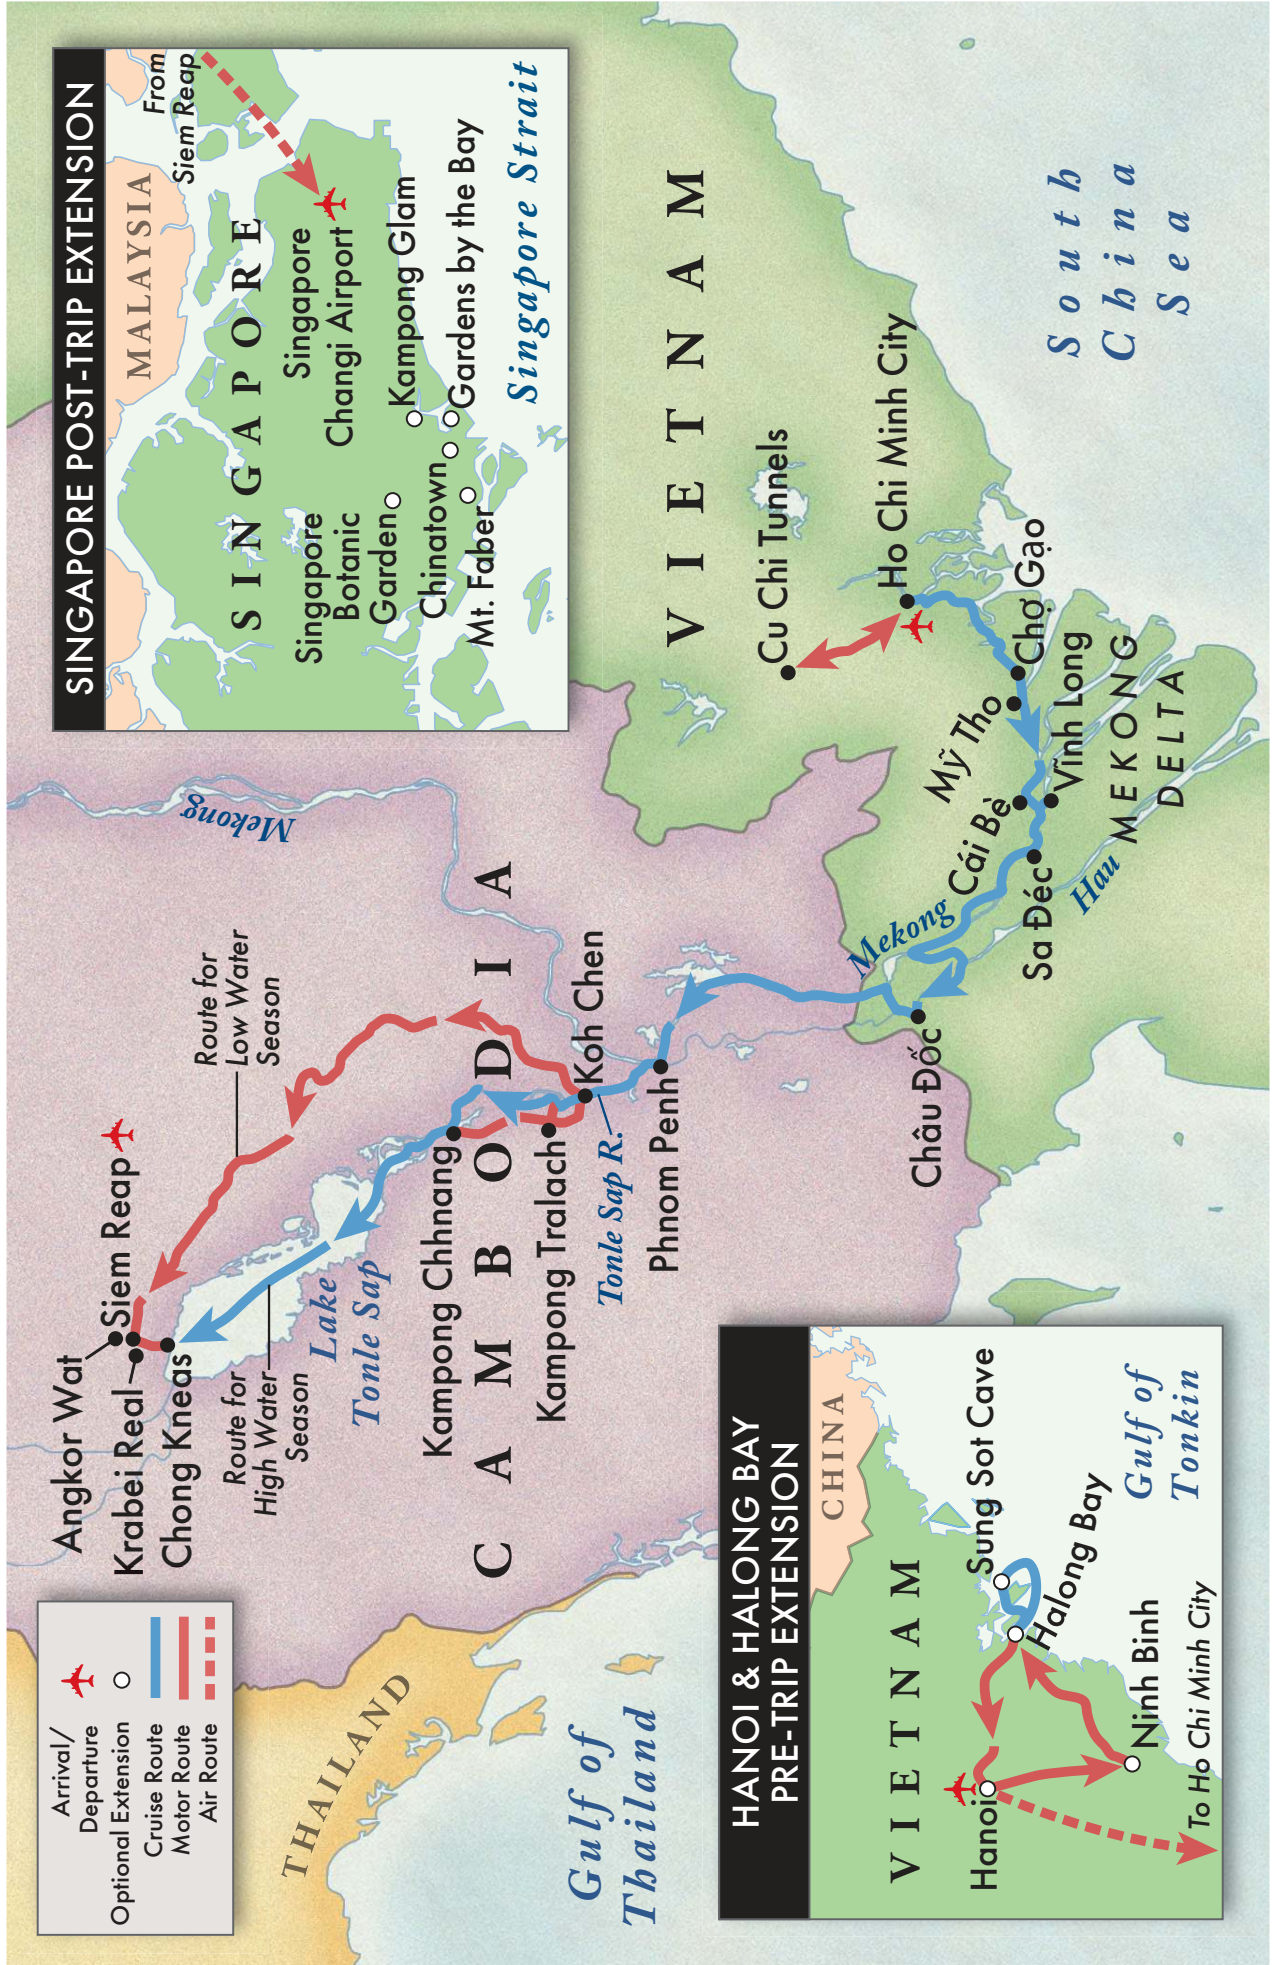 Arrival/
Departure
Optional Extension
Cruise Route
Motor Route
Air Route
SINGAPORE POST-TRIP EXTENSION
MALAYSIA
From
Siem Reap
SINGAPORE
Singapore
Changi Airport
Kampong Glam
Gardens by the Bay
Singapore
Botanic
Garden
Chinatown
Mt. Faber
Singapore Strait
THAILAND
Gulf of
Thailand
Angkor Wat
Siem Reap
Krabei Real
Chong Kneas
Route for
Low Water
Season
Route for
High Water
Season
Lake
Tonle Sap
Mekong
Kampong Chhnang
CAMBODIA
Kampong Tralach
Koh Chen
Tonle Sap R.
Phnom Penh
VIETNAM
Cu Chi Tunnels
Ho Chi Minh City
Chợ Gạo
Mỹ Tho
Vĩnh Long
Cái Bè
Sa Đéc
Mekong
Hau
MEKONG
DELTA
Châu Đốc
South
China
Sea
HANOI & HALONG BAY
PRE-TRIP EXTENSION
CHINA
VIETNAM
Sung Sot Cave
Halong Bay
Hanoi
Ninh Binh
Gulf of
Tonkin
To Ho Chi Minh City